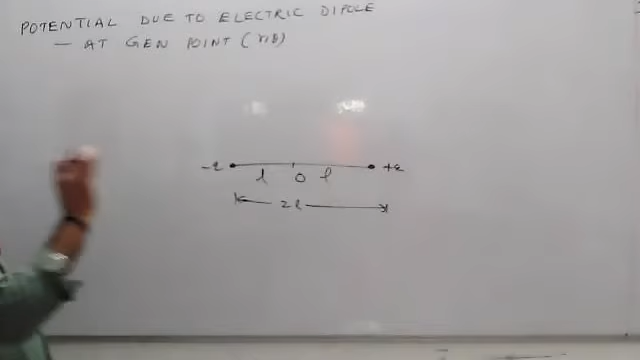 POTENTIAL DUE TO ELECTRIC DIPOLE
— AT GEN POINT (r,θ)
-q +q
l O l
2l